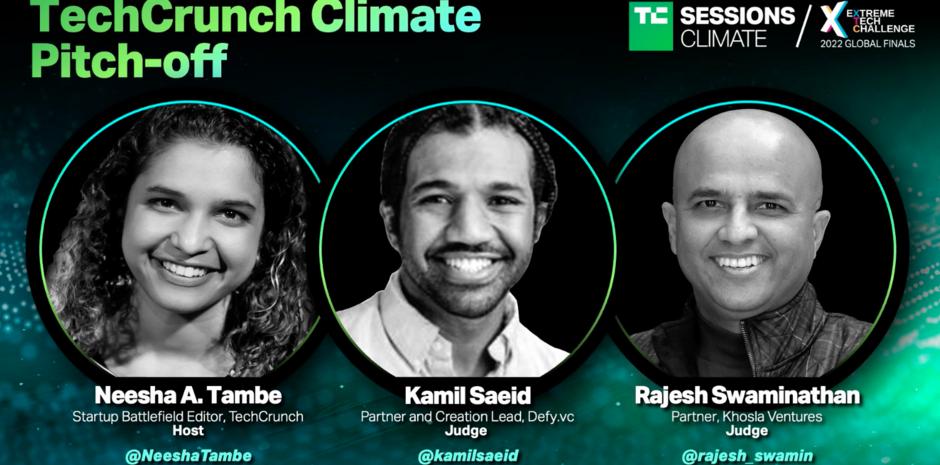 TechCrunch Climate
Pitch-off
TC SESSIONS
CLIMATE
/
X EXTREME
TECH
CHALLENGE
2022 GLOBAL FINALS
Neesha A. Tambe
Startup Battlefield Editor, TechCrunch
Host
@NeeshaTambe
Kamil Saeid
Partner and Creation Lead, Defy.vc
Judge
@kamilsaeid
Rajesh Swaminathan
Partner, Khosla Ventures
Judge
@rajesh_swamin